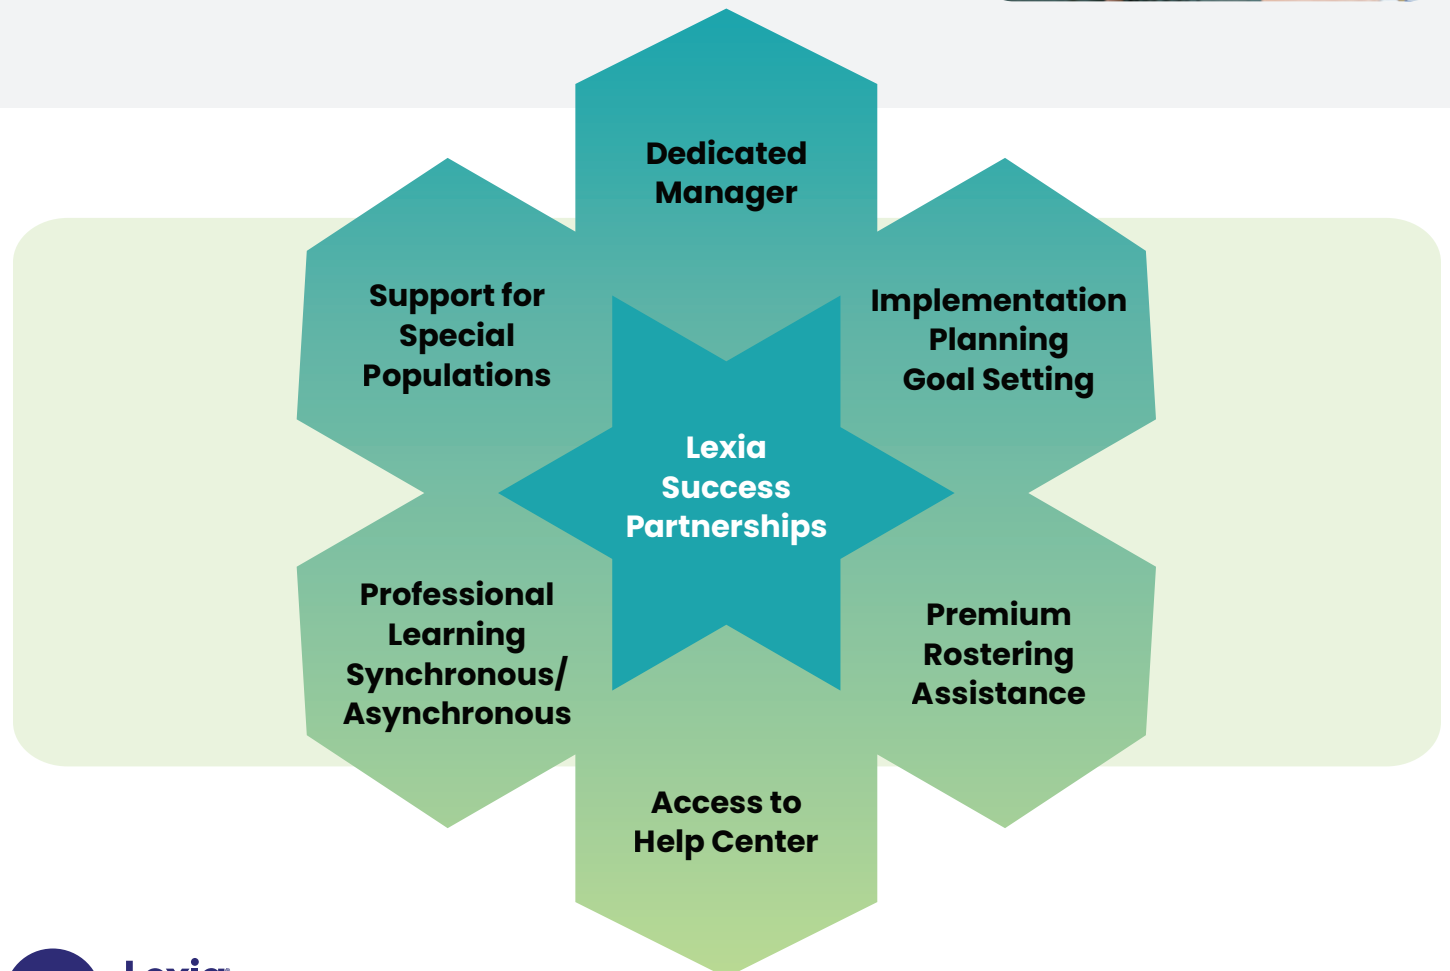 Dedicated
Manager
Support for
Special
Populations
Implementation
Planning
Goal Setting
Lexia
Success
Partnerships
Professional
Learning
Synchronous/
Asynchronous
Premium
Rostering
Assistance
Access to
Help Center
Lexia®